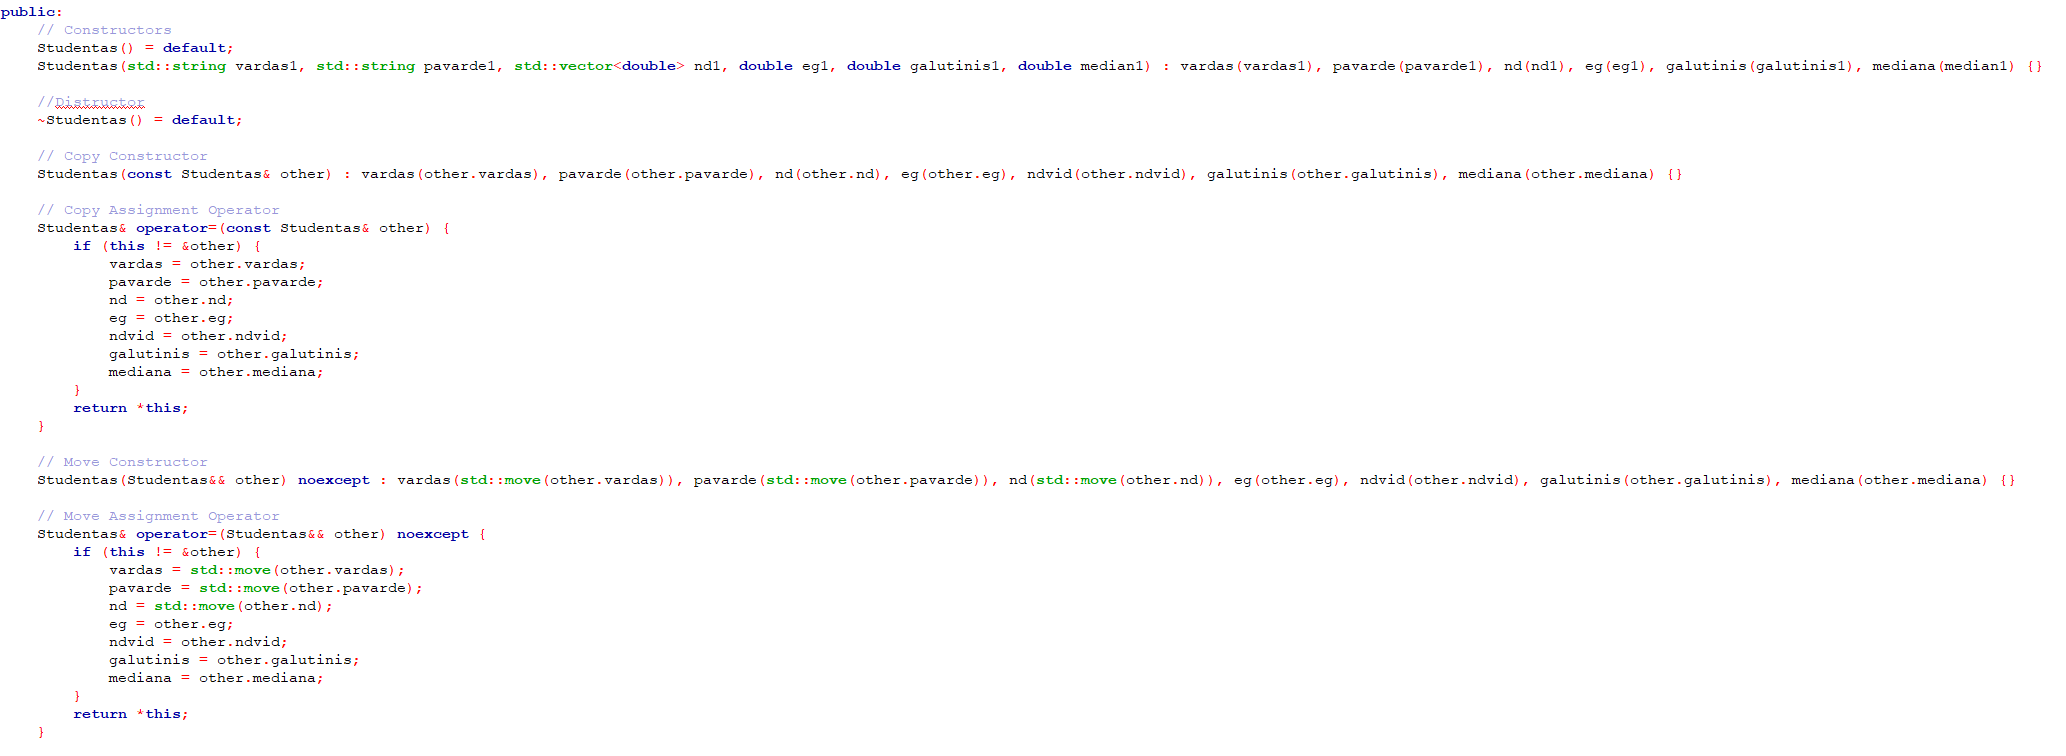 public:
    // Constructors
    Studentas() = default;
    Studentas(std::string vardas1, std::string pavarde1, std::vector<double> nd1, double eg1, double galutinis1, double median1) : vardas(vardas1), pavarde(pavarde1), nd(nd1), eg(eg1), galutinis(galutinis1), mediana(median1) {}

    //Distructor
    ~Studentas() = default;

    // Copy Constructor
    Studentas(const Studentas& other) : vardas(other.vardas), pavarde(other.pavarde), nd(other.nd), eg(other.eg), ndvid(other.ndvid), galutinis(other.galutinis), mediana(other.mediana) {}

    // Copy Assignment Operator
    Studentas& operator=(const Studentas& other) {
        if (this != &other) {
            vardas = other.vardas;
            pavarde = other.pavarde;
            nd = other.nd;
            eg = other.eg;
            ndvid = other.ndvid;
            galutinis = other.galutinis;
            mediana = other.mediana;
        }
        return *this;
    }

    // Move Constructor
    Studentas(Studentas&& other) noexcept : vardas(std::move(other.vardas)), pavarde(std::move(other.pavarde)), nd(std::move(other.nd)), eg(other.eg), ndvid(other.ndvid), galutinis(other.galutinis), mediana(other.mediana) {}

    // Move Assignment Operator
    Studentas& operator=(Studentas&& other) noexcept {
        if (this != &other) {
            vardas = std::move(other.vardas);
            pavarde = std::move(other.pavarde);
            nd = std::move(other.nd);
            eg = other.eg;
            ndvid = other.ndvid;
            galutinis = other.galutinis;
            mediana = other.mediana;
        }
        return *this;
    }